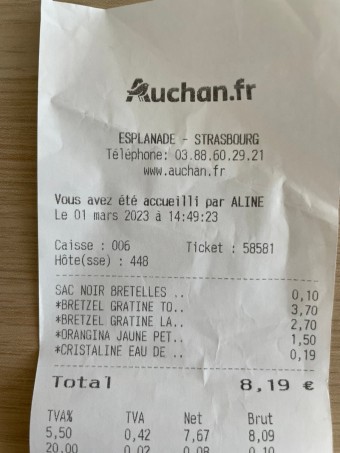 Auchan.fr
ESPLANADE - STRASBOURG
Téléphone: 03.88.60.29.21
www.auchan.fr
Vous avez été accueilli par ALINE
Le 01 mars 2023 à 14:49:23
Caisse : 006 Ticket : 58581
Hôte(sse) : 448
SAC NOIR BRETELLES .. 0,10
*BRETZEL GRATINE TO.. 3,70
*BRETZEL GRATINE LA.. 2,70
*ORANGINA JAUNE PET.. 1,50
*CRISTALINE EAU DE .. 0,19
Total 8,19 €
TVA% TVA Net Brut
5,50 0,42 7,67 8,09
20,00 0,02 0,08 0,10